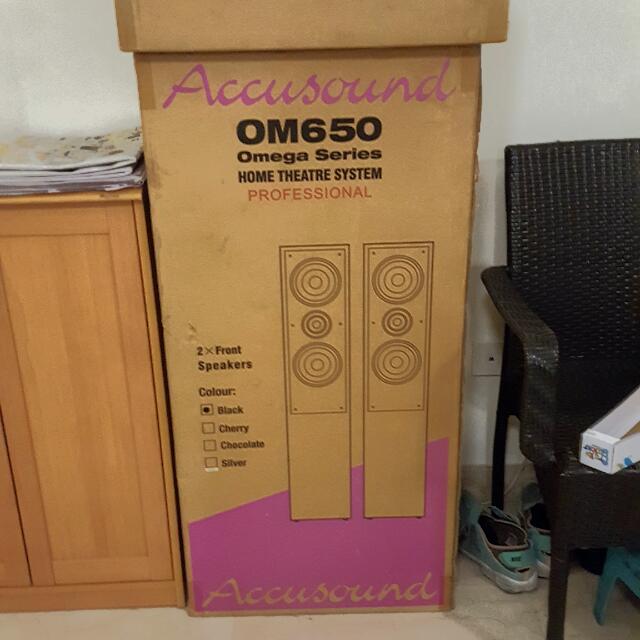 Accusound
OM650
Omega Series
HOME THEATRE SYSTEM
PROFESSIONAL
2×Front
Speakers
Colour:
Black
Cherry
Chocolate
Silver
Accusound